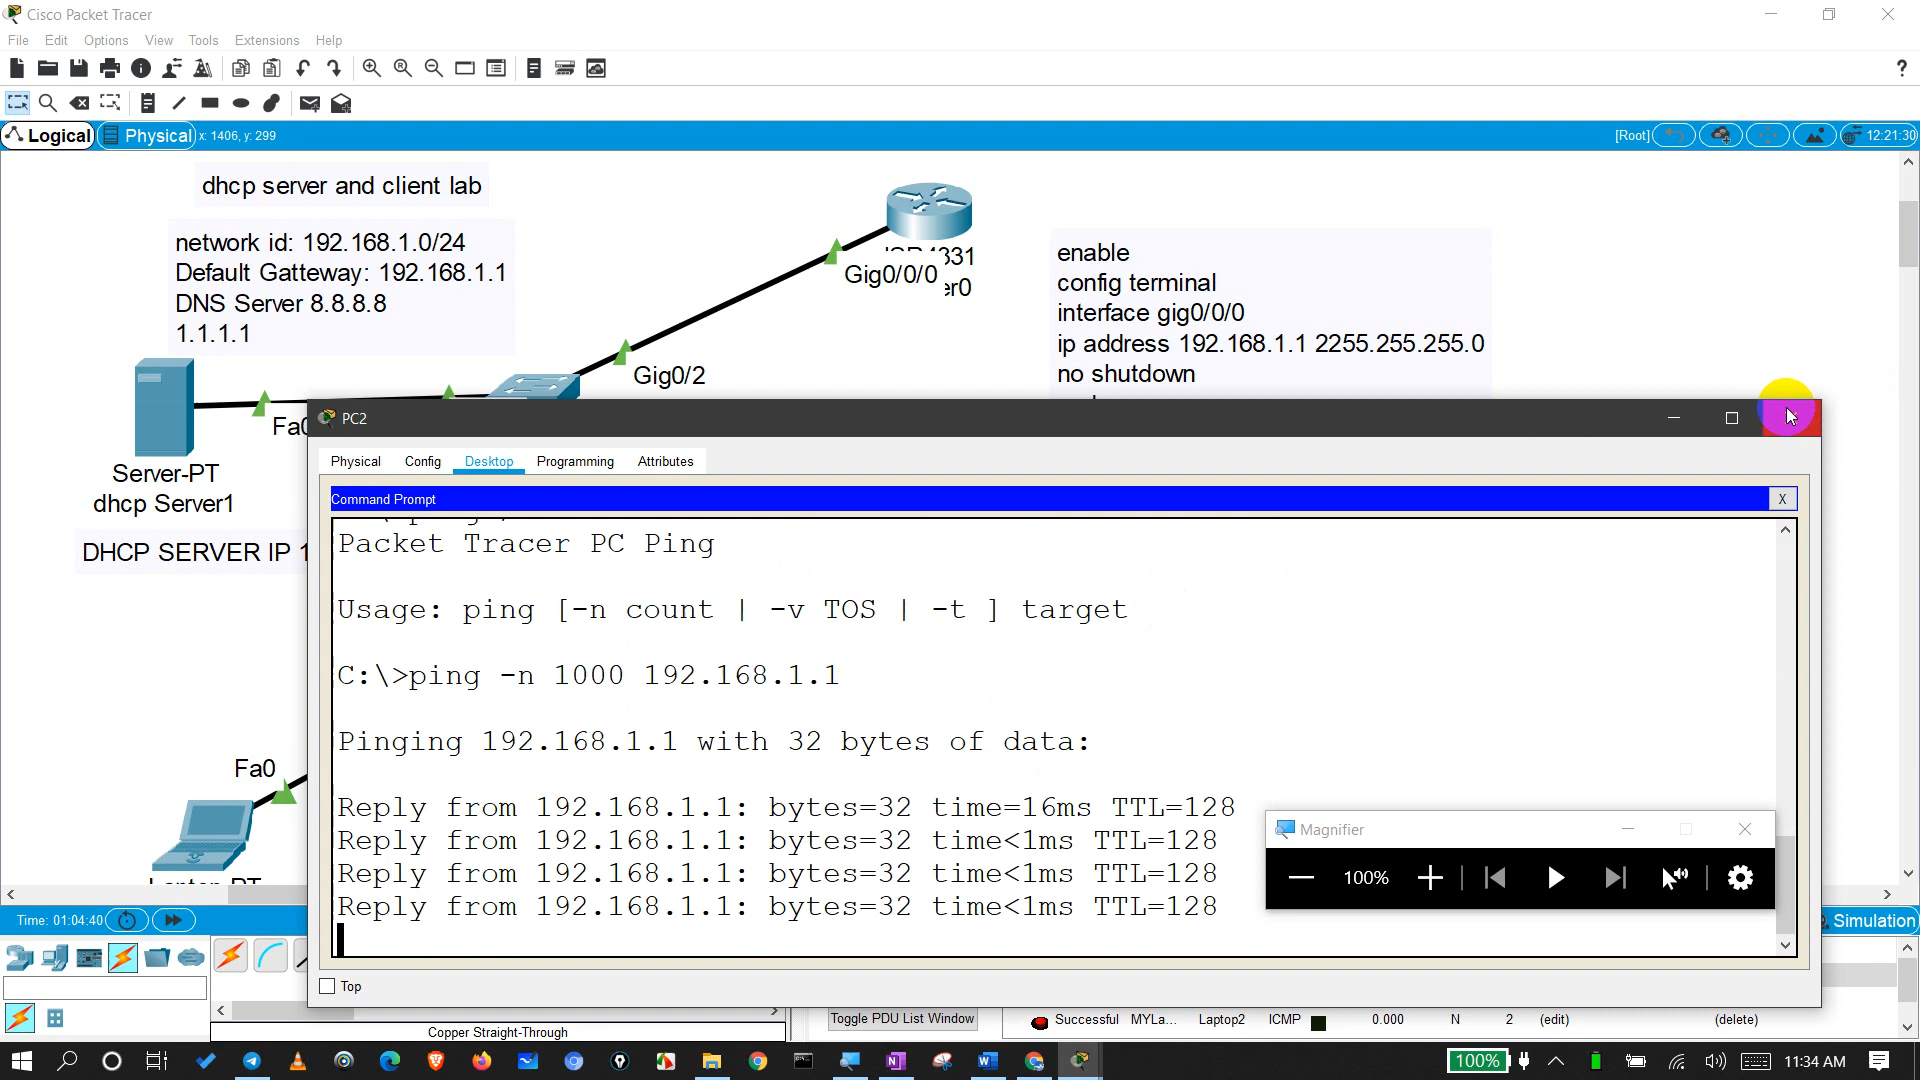 Cisco Packet Tracer
File Edit Options View Tools Extensions Help
Logical Physical x: 1406, y: 299 [Root] 12:21:30
dhcp server and client lab
network id: 192.168.1.0/24
Default Gatteway: 192.168.1.1
DNS Server 8.8.8.8
1.1.1.1
Gig0/0/0
Gig0/2
enable
config terminal
interface gig0/0/0
ip address 192.168.1.1 2255.255.255.0
no shutdown
Server-PT
dhcp Server1
DHCP SERVER IP 1
Fa0
PC2
Physical Config Desktop Programming Attributes
Command Prompt X
Packet Tracer PC Ping
Usage: ping [-n count | -v TOS | -t ] target
C:\>ping -n 1000 192.168.1.1
Pinging 192.168.1.1 with 32 bytes of data:
Reply from 192.168.1.1: bytes=32 time=16ms TTL=128
Reply from 192.168.1.1: bytes=32 time<1ms TTL=128
Reply from 192.168.1.1: bytes=32 time<1ms TTL=128
Reply from 192.168.1.1: bytes=32 time<1ms TTL=128
Magnifier
100%
Top
Time: 01:04:40
Simulation
Copper Straight-Through
Toggle PDU List Window
Successful MYLa... Laptop2 ICMP 0.000 N 2 (edit) (delete)
100% 11:34 AM